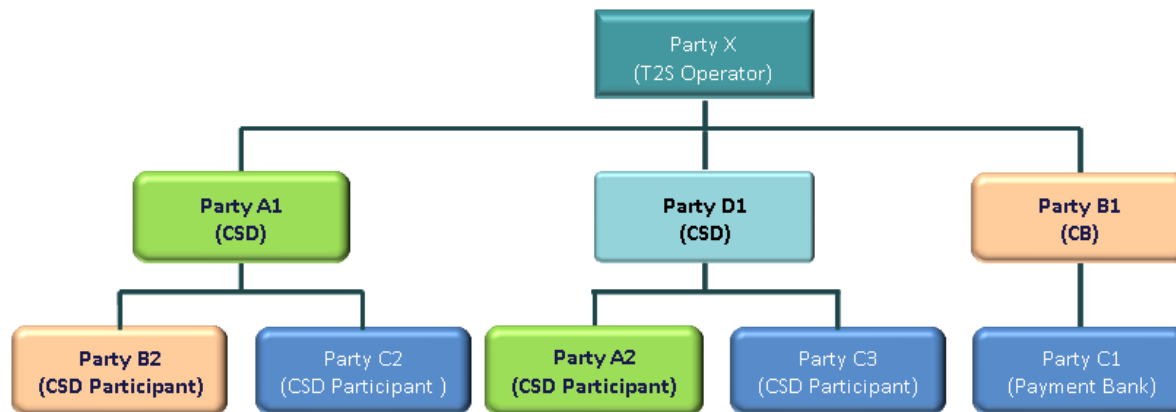 Party X
(T2S Operator)
Party A1
(CSD)
Party D1
(CSD)
Party B1
(CB)
Party B2
(CSD Participant)
Party C2
(CSD Participant )
Party A2
(CSD Participant)
Party C3
(CSD Participant)
Party C1
(Payment Bank)